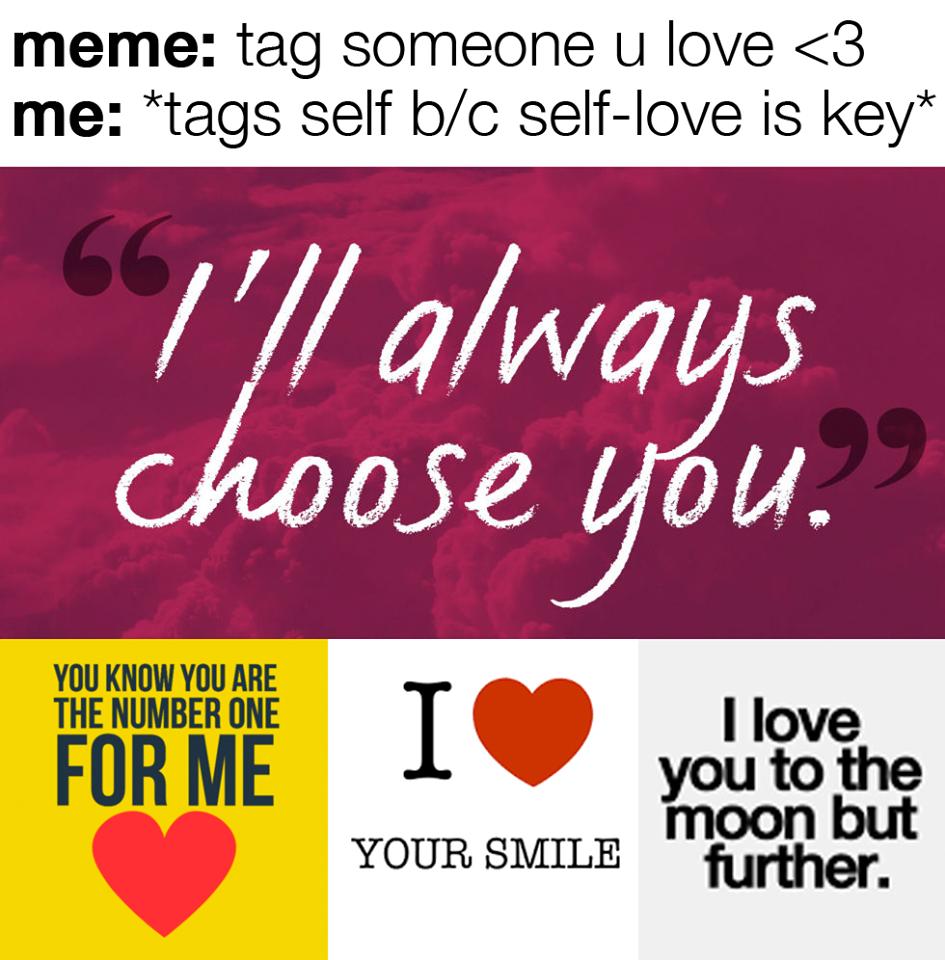 meme: tag someone u love <3
me: *tags self b/c self-love is key*
“I'll always
choose you.”
YOU KNOW YOU ARE
THE NUMBER ONE
FOR ME
I ❤
YOUR SMILE
I love
you to the
moon but
further.